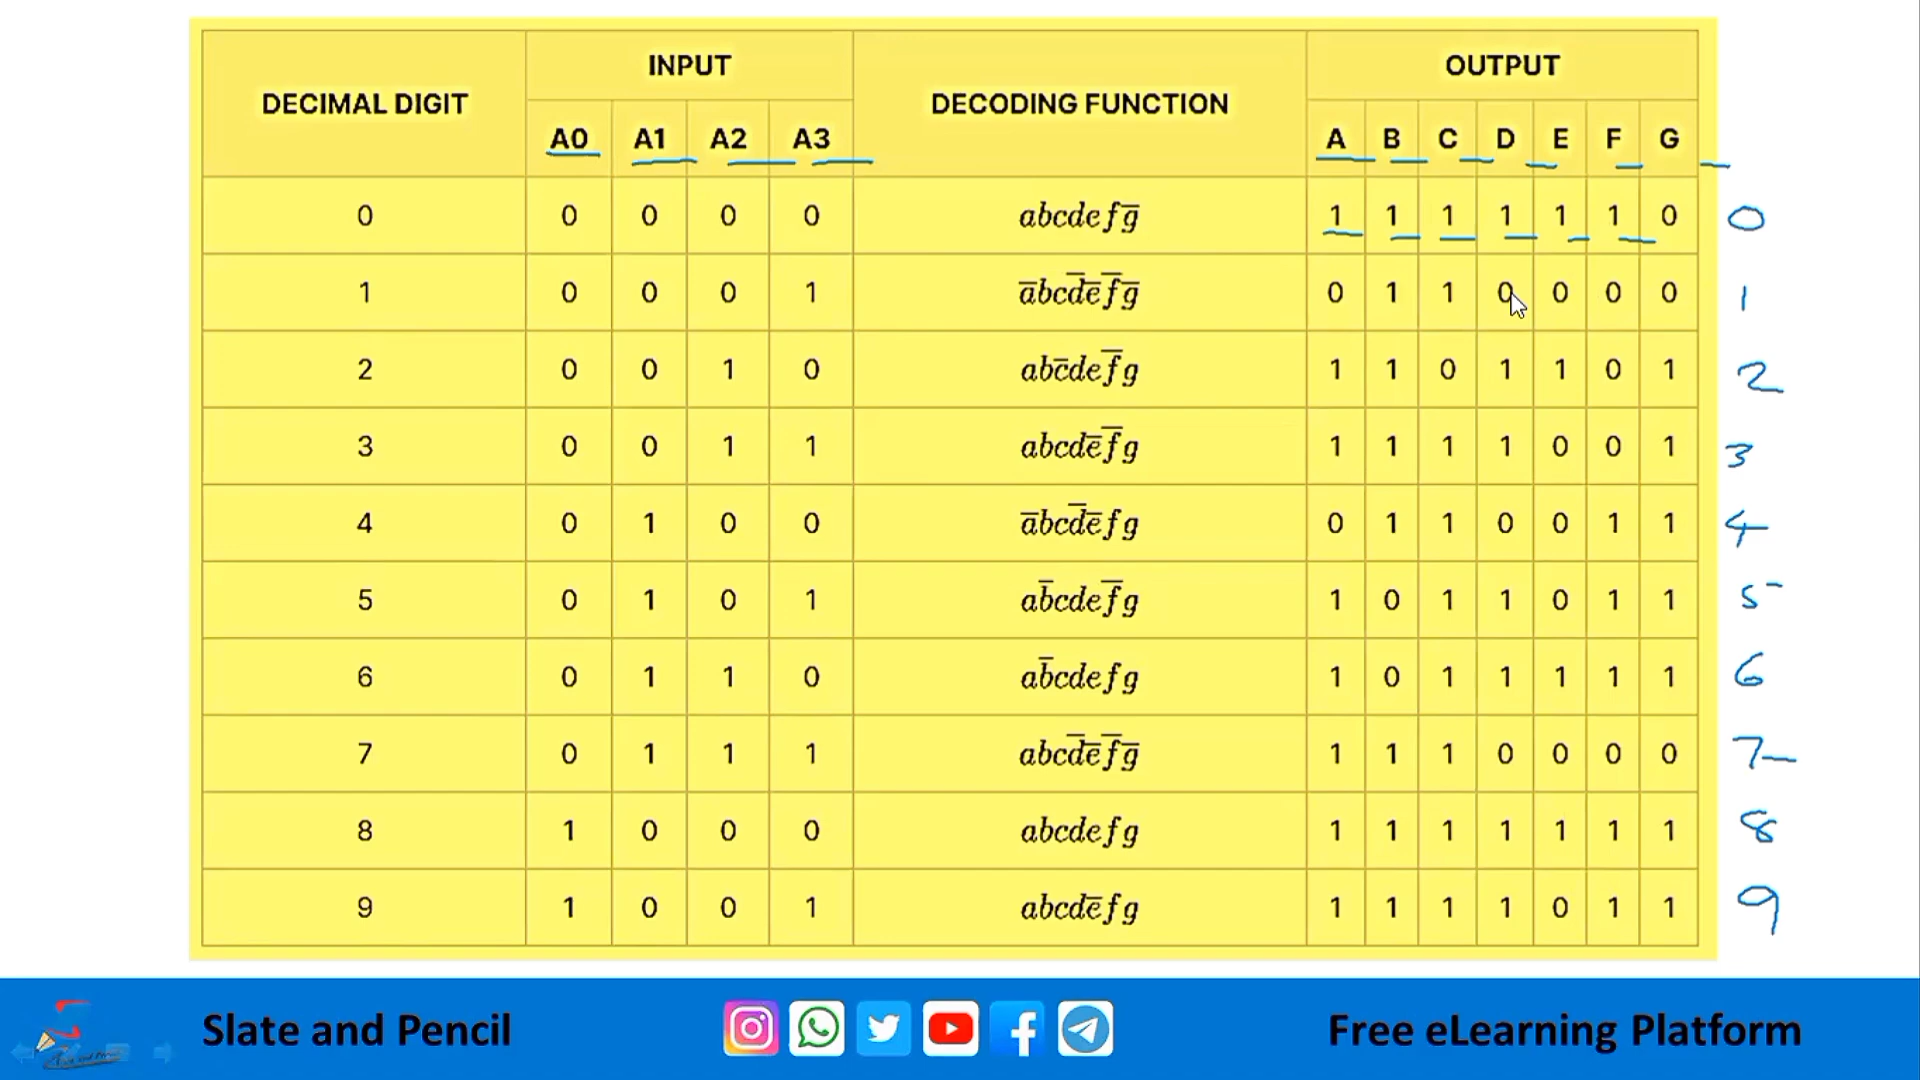 DECIMAL DIGIT INPUT DECODING FUNCTION OUTPUT
A0 A1 A2 A3 A B C D E F G
0 0 0 0 0 abcdefg̅ 1 1 1 1 1 1 0 0
1 0 0 0 1 a̅bcd̅e̅f̅g̅ 0 1 1 0 0 0 0 1
2 0 0 1 0 abc̅def̅g 1 1 0 1 1 0 1 2
3 0 0 1 1 abcde̅f̅g 1 1 1 1 0 0 1 3
4 0 1 0 0 a̅bcd̅e̅fg 0 1 1 0 0 1 1 4
5 0 1 0 1 ab̅cdef̅g 1 0 1 1 0 1 1 5
6 0 1 1 0 ab̅cdefg 1 0 1 1 1 1 1 6
7 0 1 1 1 abcd̅e̅f̅g̅ 1 1 1 0 0 0 0 7
8 1 0 0 0 abcdefg 1 1 1 1 1 1 1 8
9 1 0 0 1 abcde̅fg 1 1 1 1 0 1 1 9
Slate and Pencil Free eLearning Platform